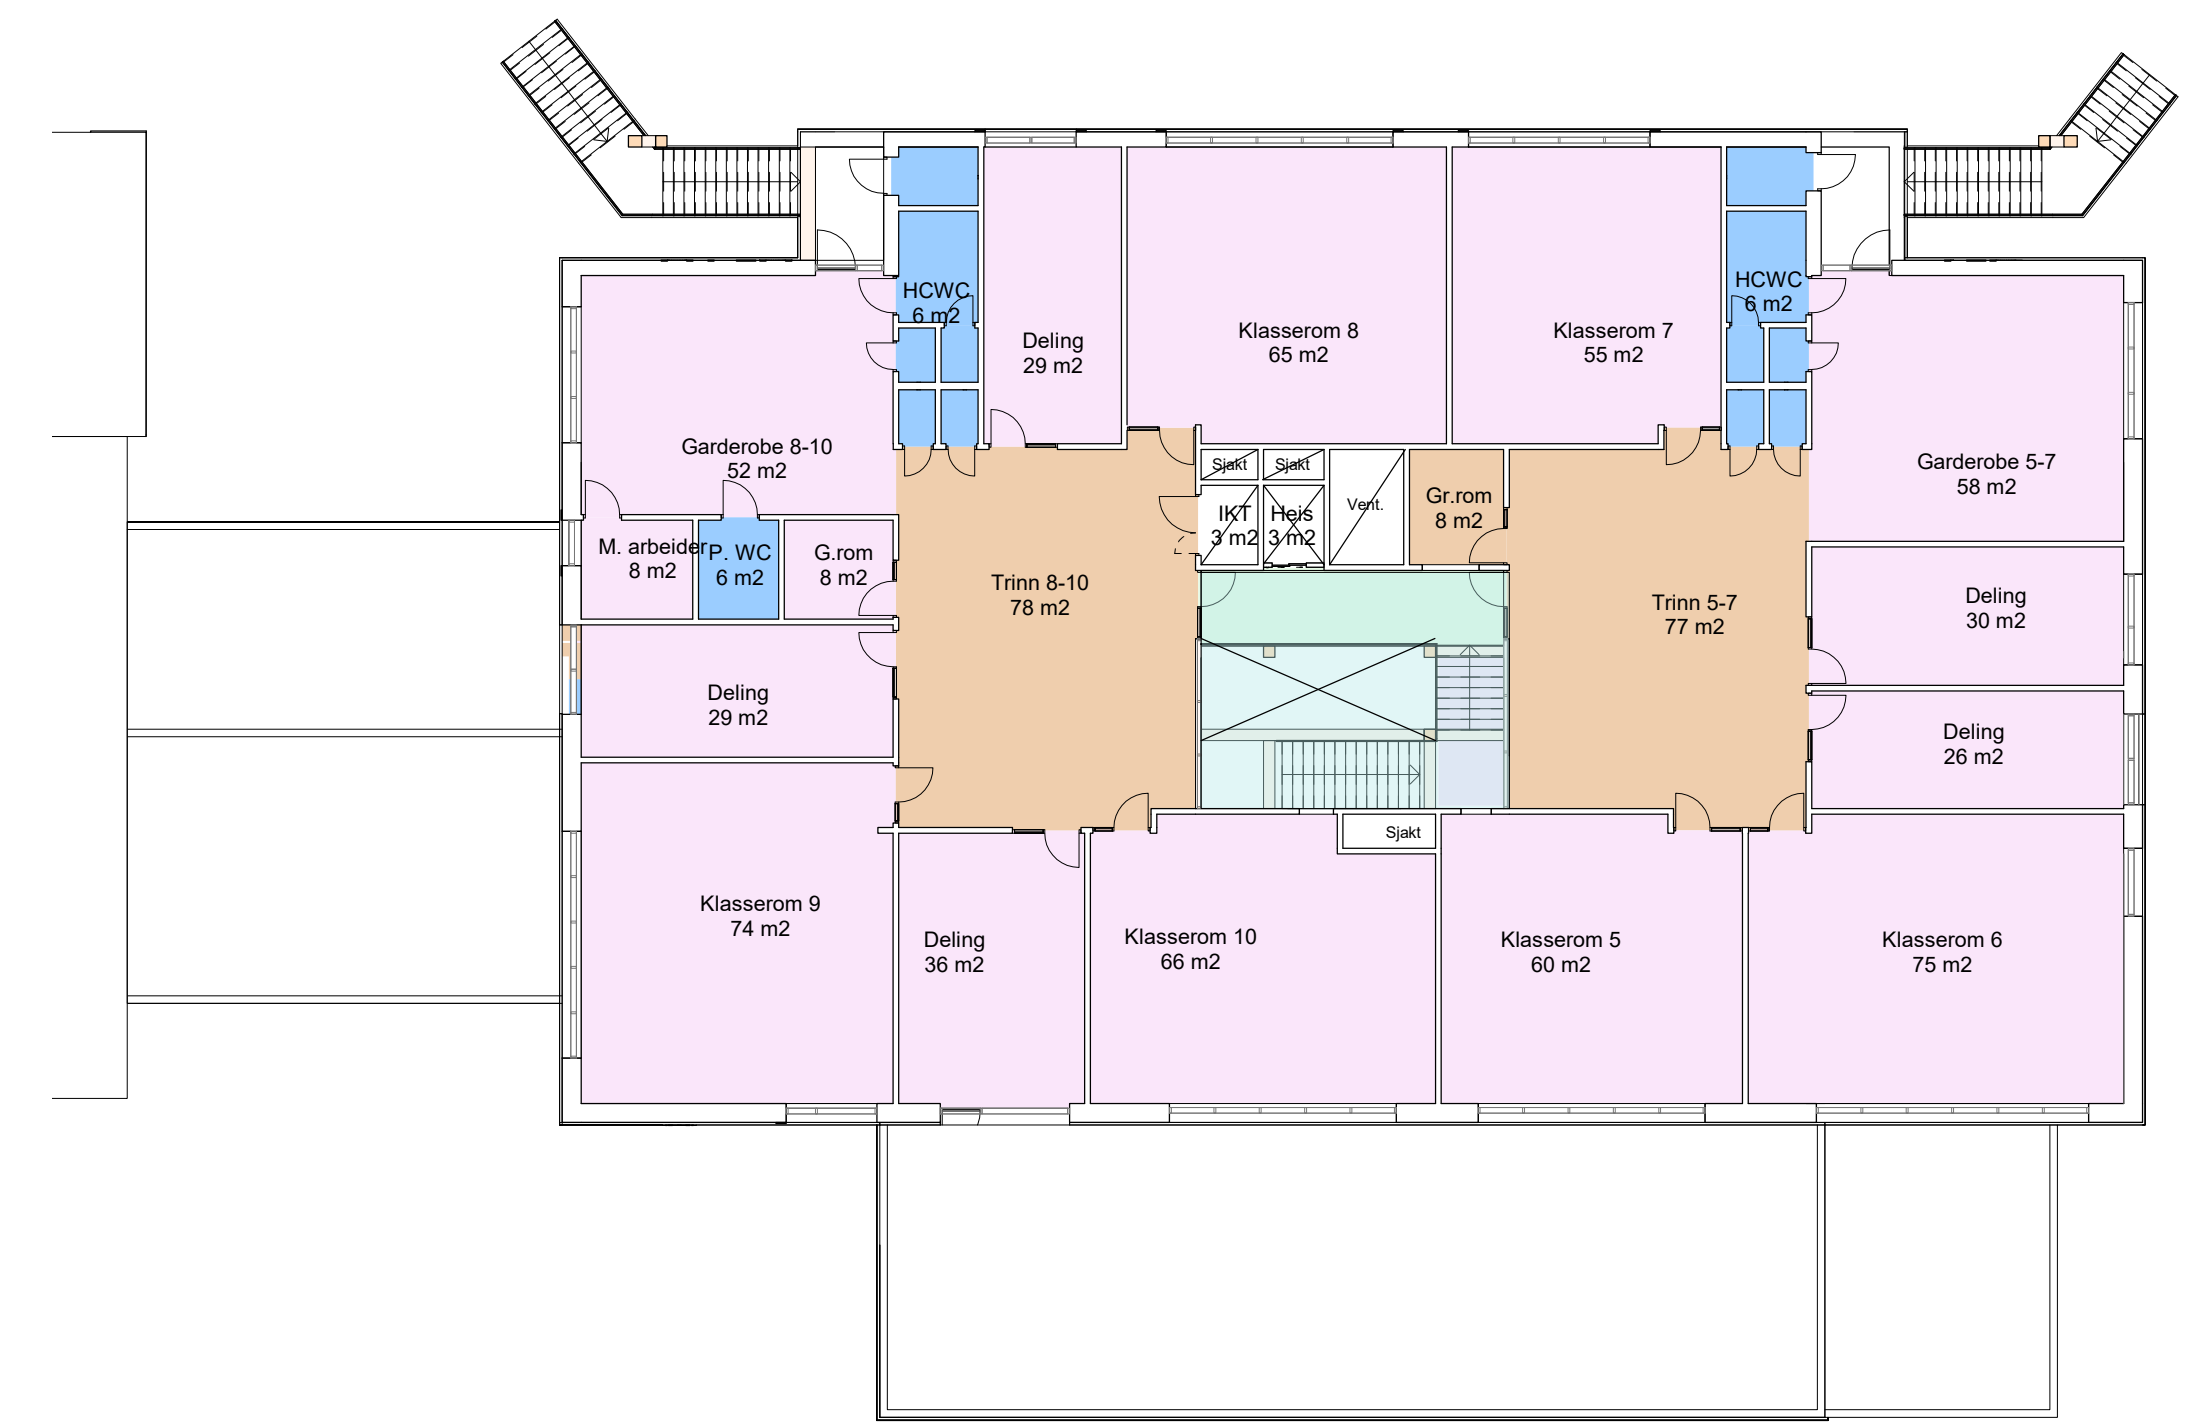 HCWC
6 m2
Deling
29 m2
Klasserom 8
65 m2
Klasserom 7
55 m2
HCWC
6 m2
Garderobe 8-10
52 m2
Garderobe 5-7
58 m2
Sjakt
Sjakt
Vent.
Gr.rom
8 m2
IKT
3 m2
Heis
3 m2
M. arbeider
8 m2
P. WC
6 m2
G.rom
8 m2
Trinn 8-10
78 m2
Trinn 5-7
77 m2
Deling
30 m2
Deling
29 m2
Deling
26 m2
Sjakt
Klasserom 9
74 m2
Deling
36 m2
Klasserom 10
66 m2
Klasserom 5
60 m2
Klasserom 6
75 m2